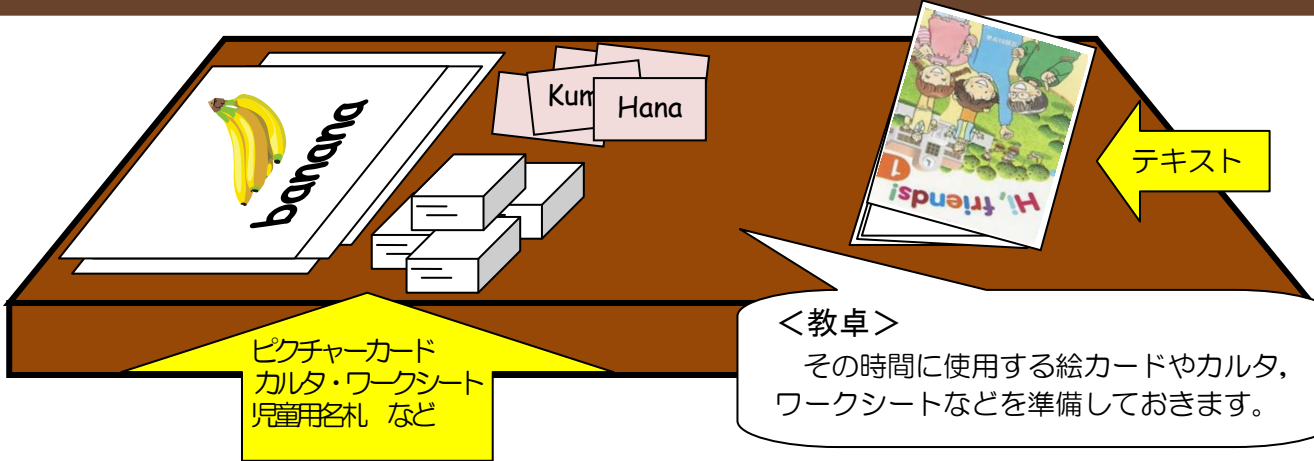 banana
Kum
Hana
Hi, friends!
1
テキスト
ピクチャーカード
カルタ・ワークシート
児童用名札 など
＜教卓＞
その時間に使用する絵カードやカルタ，
ワークシートなどを準備しておきます。